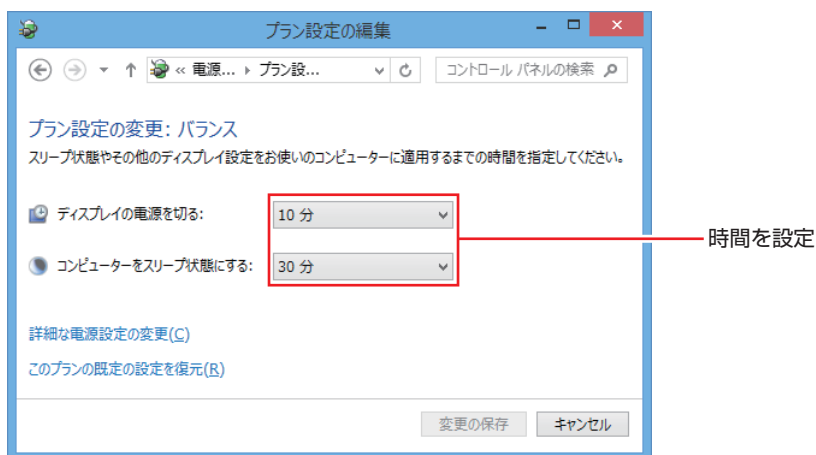 プラン設定の編集
« 電源... › プラン設... コントロール パネルの検索
プラン設定の変更: バランス
スリープ状態やその他のディスプレイ設定をお使いのコンピューターに適用するまでの時間を指定してください。
ディスプレイの電源を切る: 10 分
時間を設定
コンピューターをスリープ状態にする: 30 分
詳細な電源設定の変更(C)
このプランの既定の設定を復元(R)
変更の保存 キャンセル